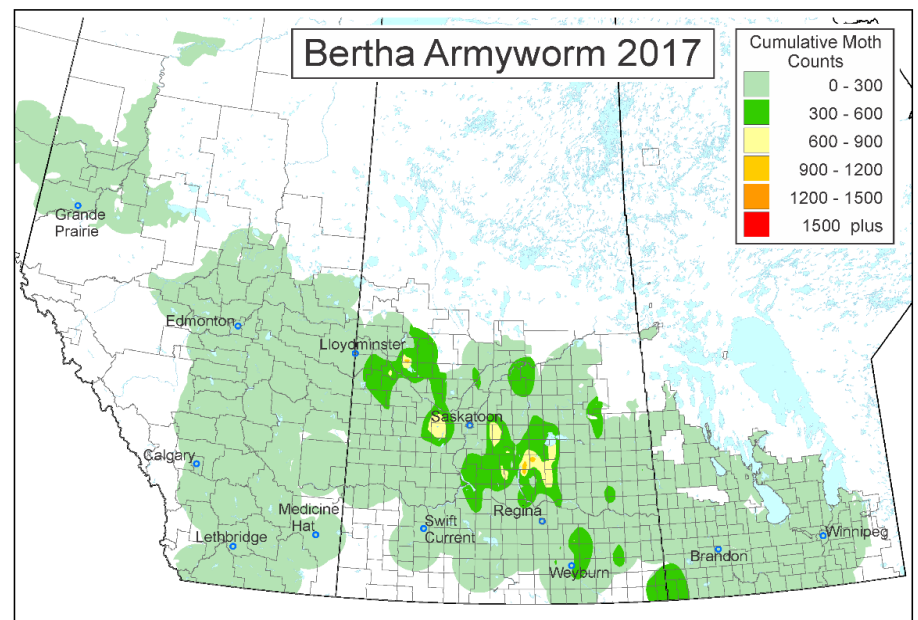 Bertha Armyworm 2017
Cumulative Moth
Counts
0 - 300
300 - 600
600 - 900
900 - 1200
1200 - 1500
1500 plus
Grande
Prairie
Edmonton
Lloydminster
Saskatoon
Calgary
Medicine
Hat
Swift
Current
Regina
Lethbridge
Winnipeg
Brandon
Weyburn